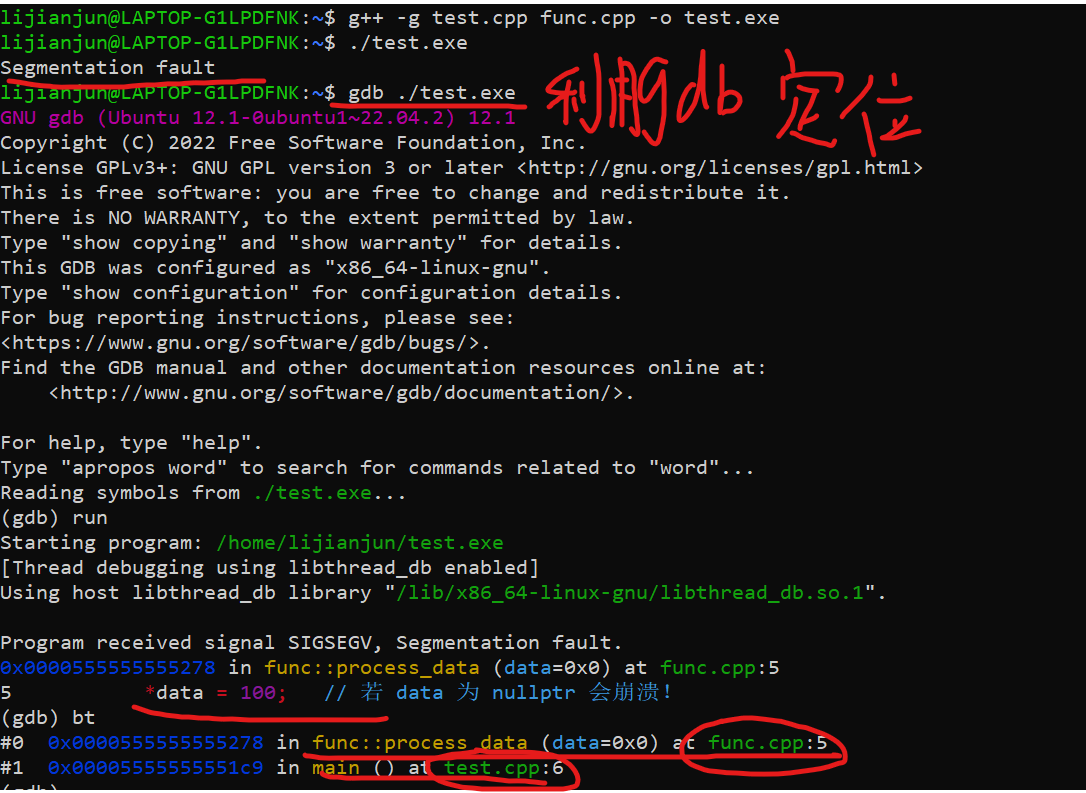 lijianjun@LAPTOP-G1LPDFNK:~$ g++ -g test.cpp func.cpp -o test.exe
lijianjun@LAPTOP-G1LPDFNK:~$ ./test.exe
Segmentation fault
lijianjun@LAPTOP-G1LPDFNK:~$ gdb ./test.exe
利用gdb 定位
GNU gdb (Ubuntu 12.1-0ubuntu1~22.04.2) 12.1
Copyright (C) 2022 Free Software Foundation, Inc.
License GPLv3+: GNU GPL version 3 or later <http://gnu.org/licenses/gpl.html>
This is free software: you are free to change and redistribute it.
There is NO WARRANTY, to the extent permitted by law.
Type "show copying" and "show warranty" for details.
This GDB was configured as "x86_64-linux-gnu".
Type "show configuration" for configuration details.
For bug reporting instructions, please see:
<https://www.gnu.org/software/gdb/bugs/>.
Find the GDB manual and other documentation resources online at:
    <http://www.gnu.org/software/gdb/documentation/>.
For help, type "help".
Type "apropos word" to search for commands related to "word"...
Reading symbols from ./test.exe...
(gdb) run
Starting program: /home/lijianjun/test.exe
[Thread debugging using libthread_db enabled]
Using host libthread_db library "/lib/x86_64-linux-gnu/libthread_db.so.1".
Program received signal SIGSEGV, Segmentation fault.
0x0000555555555278 in func::process_data (data=0x0) at func.cpp:5
5           *data = 100;   // 若 data 为 nullptr 会崩溃!
(gdb) bt
#0  0x0000555555555278 in func::process_data (data=0x0) at func.cpp:5
#1  0x00005555555551c9 in main () at test.cpp:6
(gdb)